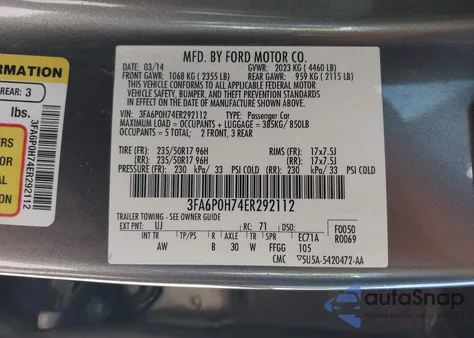 MFD. BY FORD MOTOR CO.
DATE: 03/14 GVWR: 2023 KG (4460 LB)
FRONT GAWR: 1068 KG (2355 LB) REAR GAWR: 959 KG (2115 LB)
THIS VEHICLE CONFORMS TO ALL APPLICABLE FEDERAL MOTOR
VEHICLE SAFETY, BUMPER, AND THEFT PREVENTION STANDARDS
IN EFFECT ON THE DATE OF MANUFACTURE SHOWN ABOVE.
VIN: 3FA6P0H74ER292112 TYPE: Passenger Car
MAXIMUM LOAD = OCCUPANTS + LUGGAGE = 385KG/850LB
OCCUPANTS = 5 TOTAL: 2 FRONT, 3 REAR
TIRE (FR): 235/50R17 96H RIMS (FR): 17x7.5J
TIRE (RR): 235/50R17 96H RIMS (RR): 17x7.5J
PRESSURE (FR): 230 kPa/ 33 PSI COLD (RR): 230 kPa/ 33 PSI COLD
3FA6P0H74ER292112
TRAILER TOWING - SEE OWNER GUIDE
EXT PNT: UJ RC: 71 DSO: F0050
INT TR TP/PS R AXLE TR SPR EC71A R0069
AW B 30 W FFGG 105
CMC 5U5A-5420472-AA
FORMATION
REAR: 3
lbs.
3FA6P0H74ER292112
autoSnap